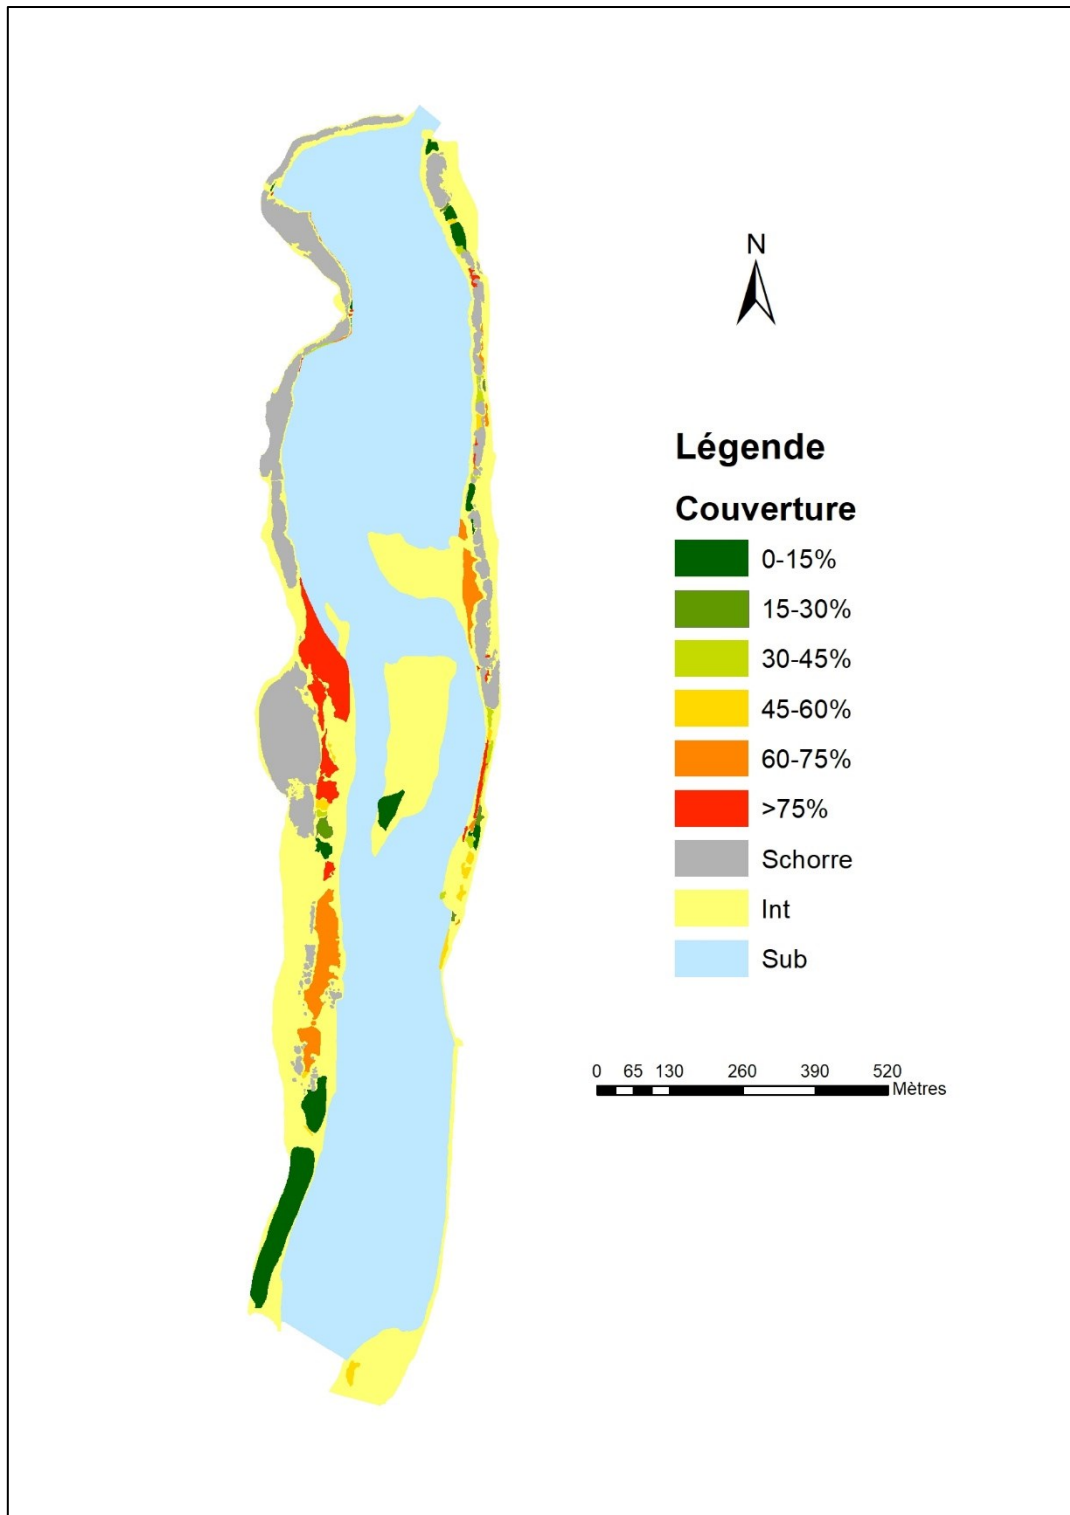 N
Légende
Couverture
0-15%
15-30%
30-45%
45-60%
60-75%
>75%
Schorre
Int
Sub
0 65 130 260 390 520
Mètres